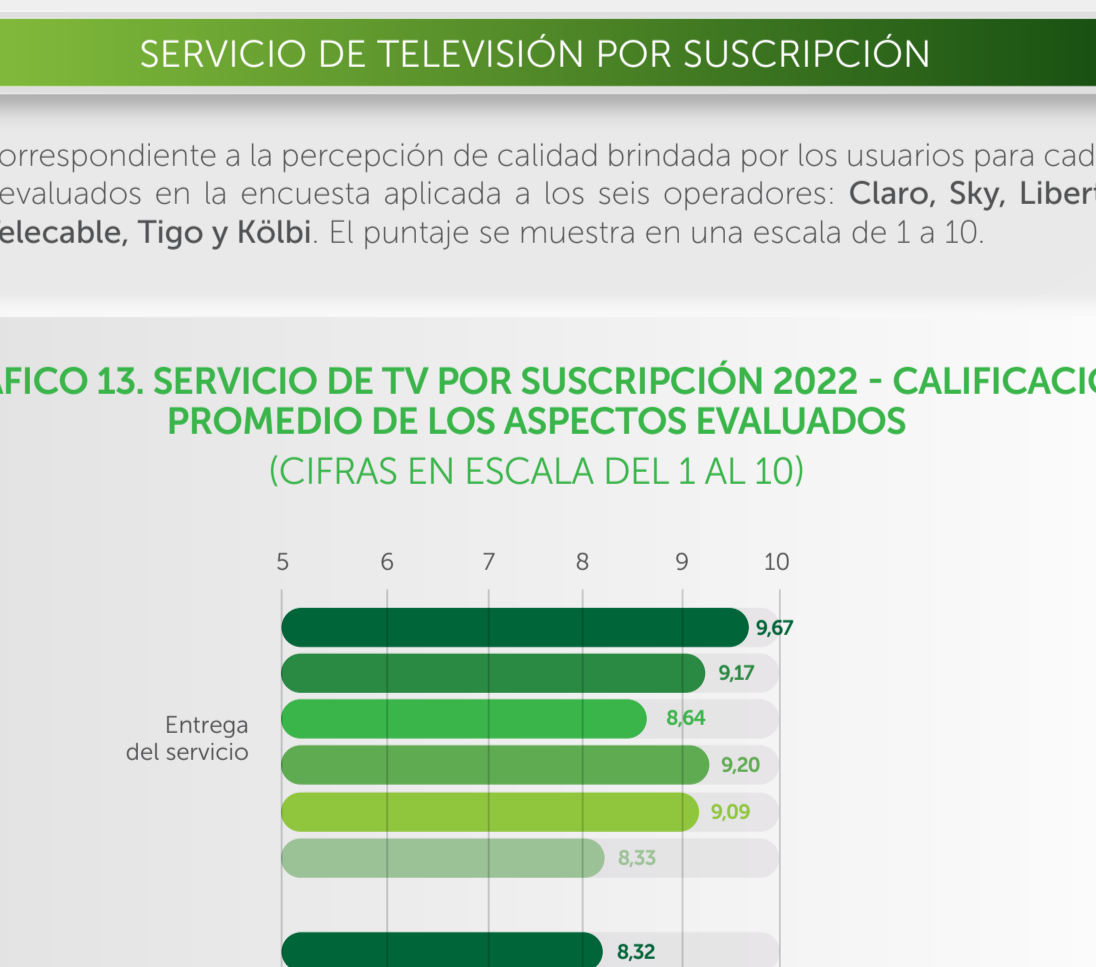 SERVICIO DE TELEVISIÓN POR SUSCRIPCIÓN
orrespondiente a la percepción de calidad brindada por los usuarios para cad
evaluados en la encuesta aplicada a los seis operadores: Claro, Sky, Libert
elecable, Tigo y Kölbi. El puntaje se muestra en una escala de 1 a 10.
ÁFICO 13. SERVICIO DE TV POR SUSCRIPCIÓN 2022 - CALIFICACIÓ
PROMEDIO DE LOS ASPECTOS EVALUADOS
(CIFRAS EN ESCALA DEL 1 AL 10)
5 6 7 8 9 10
9,67
9,17
8,64
Entrega
del servicio
9,20
9,09
8,33
8,32